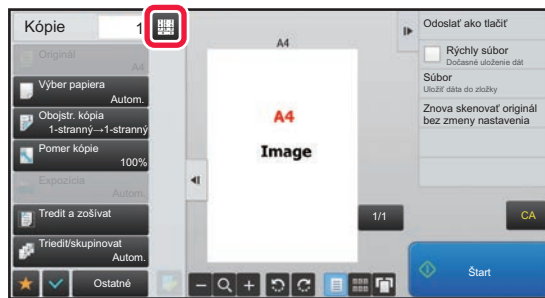 Kópie
1
Originál
A4
Výber papiera
Autom.
Obojstr. kópia
1-stranný→1-stranný
Pomer kópie
100%
Expozícia
Autom.
Tredit a zošívat
Triedit/skupinovat
Autom.
Ostatné
A4
A4
Image
1/1
Odoslať ako tlačiť
Rýchly súbor
Dočasné uloženie dát
Súbor
Uložiť dáta do zložky
Znova skenovať originál
bez zmeny nastavenia
CA
Štart